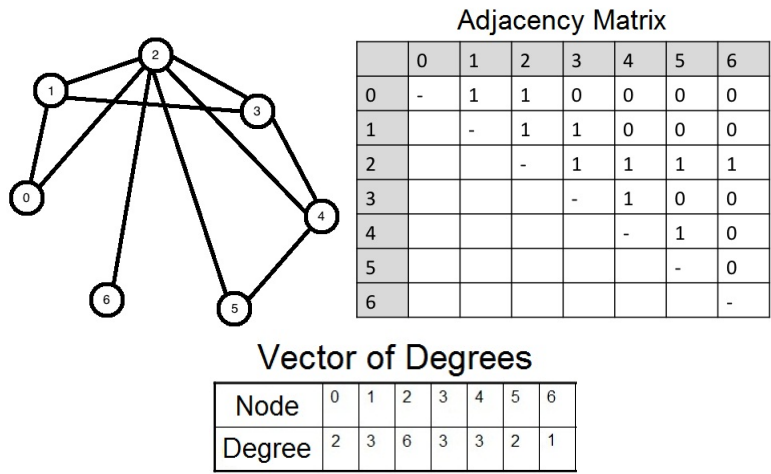 Adjacency Matrix
2
1
3
0
4
6
5
0 1 2 3 4 5 6
0 - 1 1 0 0 0 0
1 - 1 1 0 0 0
2 - 1 1 1 1
3 - 1 0 0
4 - 1 0
5 - 0
6 -
Vector of Degrees
Node 0 1 2 3 4 5 6
Degree 2 3 6 3 3 2 1